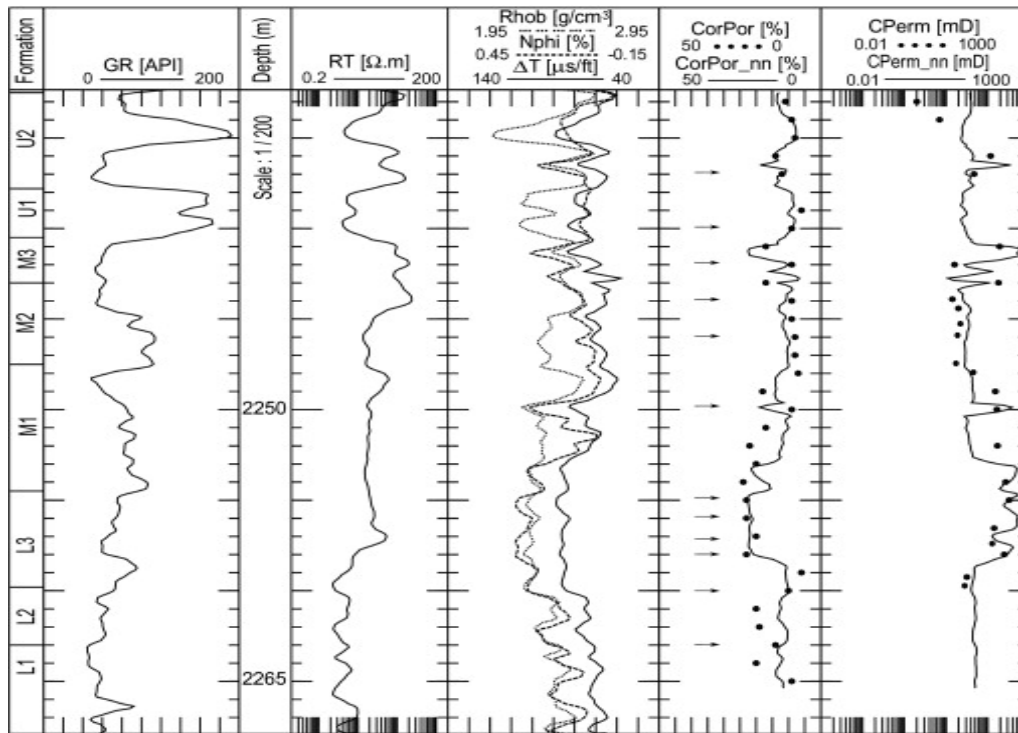 Formation
GR [API]
0 200
Depth (m)
Scale : 1 / 200
RT [Ω.m]
0.2 200
Rhob [g/cm³]
1.95 2.95
Nphi [%]
0.45 -0.15
ΔT [µs/ft]
140 40
CorPor [%]
50 0
CorPor_nn [%]
50 0
CPerm [mD]
0.01 1000
CPerm_nn [mD]
0.01 1000
U2
U1
M3
M2
M1
L3
L2
L1
2250
2265